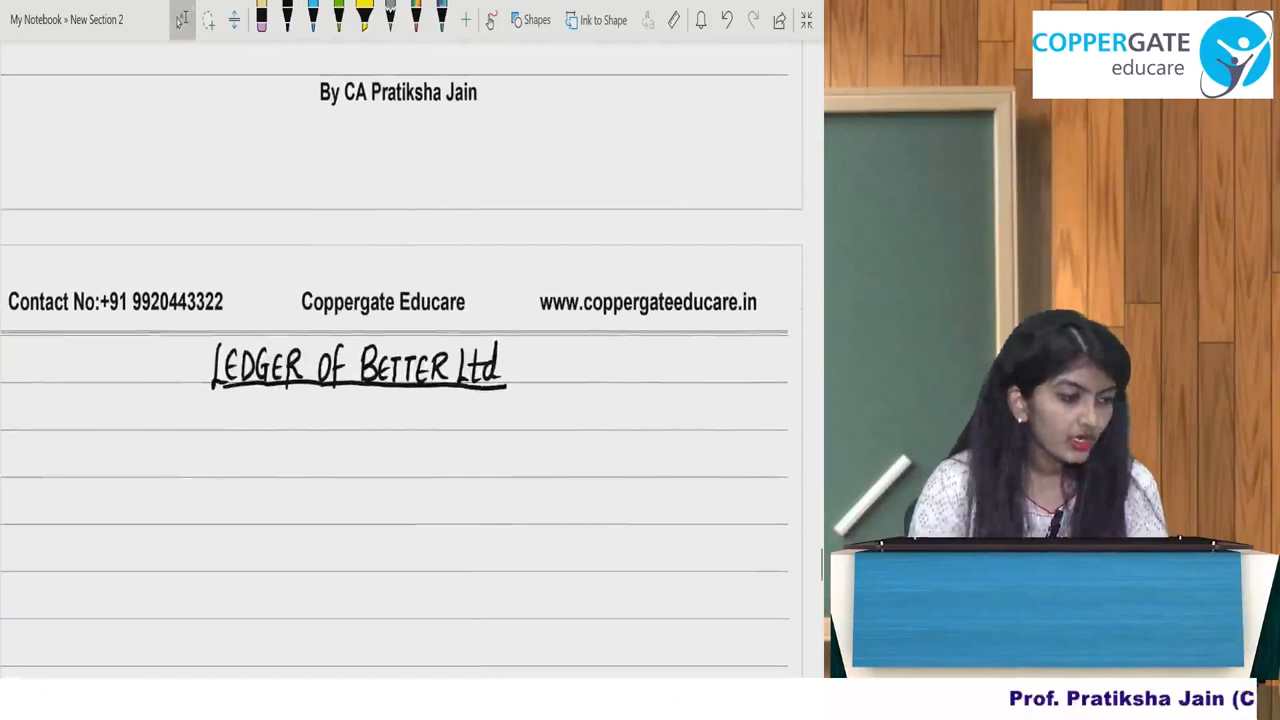 My Notebook » New Section 2
Shapes
Ink to Shape
COPPERGATE
educare
By CA Pratiksha Jain
Contact No:+91 9920443322 Coppergate Educare www.coppergateeducare.in
LEDGER OF BETTER Ltd
Prof. Pratiksha Jain (C